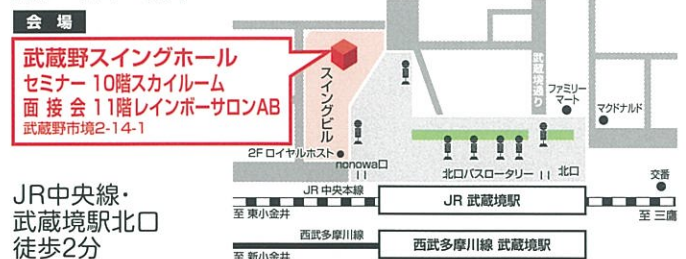 会場
武蔵野スイングホール
セミナー 10階スカイルーム
面 接 会 11階レインボーサロンAB
武蔵野市境2-14-1
JR中央線・
武蔵境駅北口
徒歩2分
スイングビル
武蔵境通り
ファミリー
マート
マクドナルド
2F ロイヤルホスト
nonowa口
北口バスロータリー
北口
交番
JR 中央本線
JR 武蔵境駅
至 東小金井
至 三鷹
西武多摩川線
西武多摩川線 武蔵境駅
至 新小金井